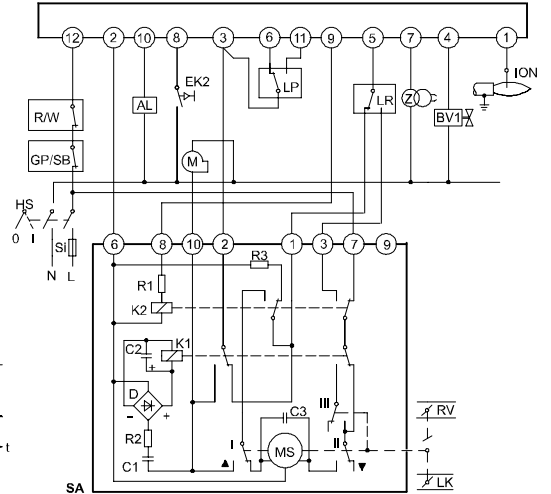 12 2 10 8 3 6 11 9 5 7 4 1
ION
EK2
LP
R/W
AL
LR
Z
BV1
GP/SB
M
HS
0 I
Si
N L
6 8 10 2 1 3 7 9
R3
R1
K2
C2
K1
+
D
- +
C3
III
R2
I
MS
II
RV
C1
t
SA
LK